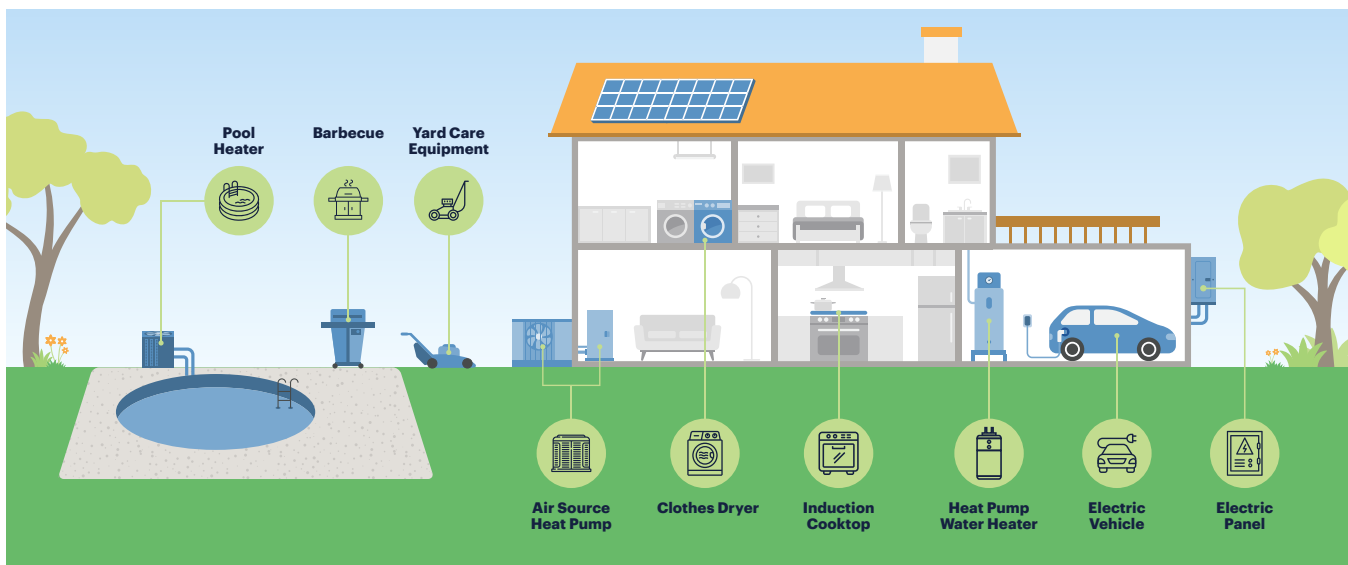 Pool
Heater
Barbecue
Yard Care
Equipment
Air Source
Heat Pump
Clothes Dryer
Induction
Cooktop
Heat Pump
Water Heater
Electric
Vehicle
Electric
Panel